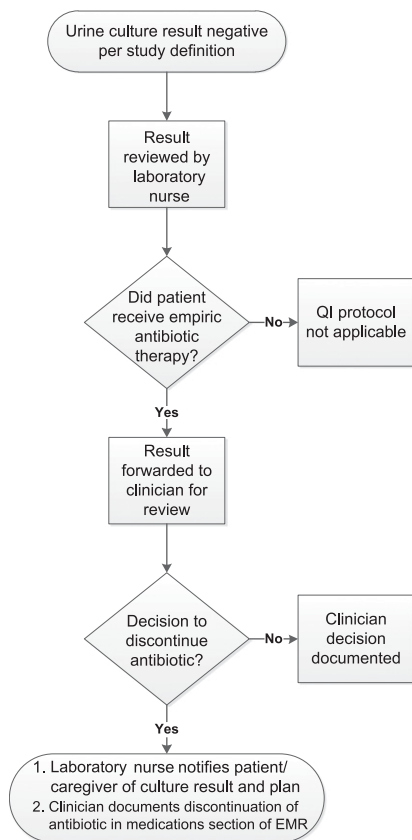 Urine culture result negative
per study definition
Result
reviewed by
laboratory
nurse
Did patient
receive empiric
antibiotic
therapy?
No
QI protocol
not applicable
Yes
Result
forwarded to
clinician for
review
Decision to
discontinue
antibiotic?
No
Clinician
decision
documented
Yes
1. Laboratory nurse notifies patient/
caregiver of culture result and plan
2. Clinician documents discontinuation of
antibiotic in medications section of EMR